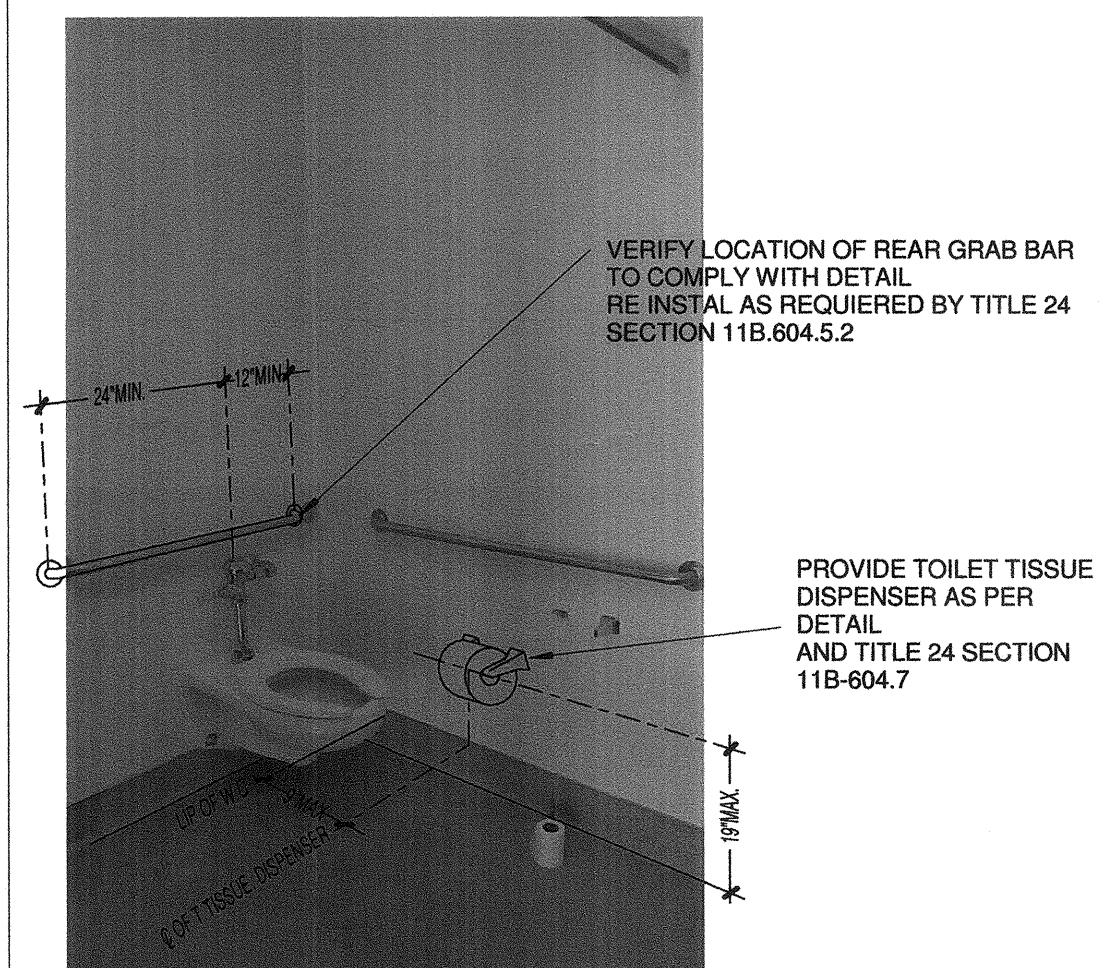 VERIFY LOCATION OF REAR GRAB BAR
TO COMPLY WITH DETAIL
RE INSTAL AS REQUIERED BY TITLE 24
SECTION 11B.604.5.2
24"MIN.
12"MIN.
PROVIDE TOILET TISSUE
DISPENSER AS PER
DETAIL
AND TITLE 24 SECTION
11B-604.7
19"MAX.
LIP OF W C
MAX.
℄ OF T TISSUE DISPENSER